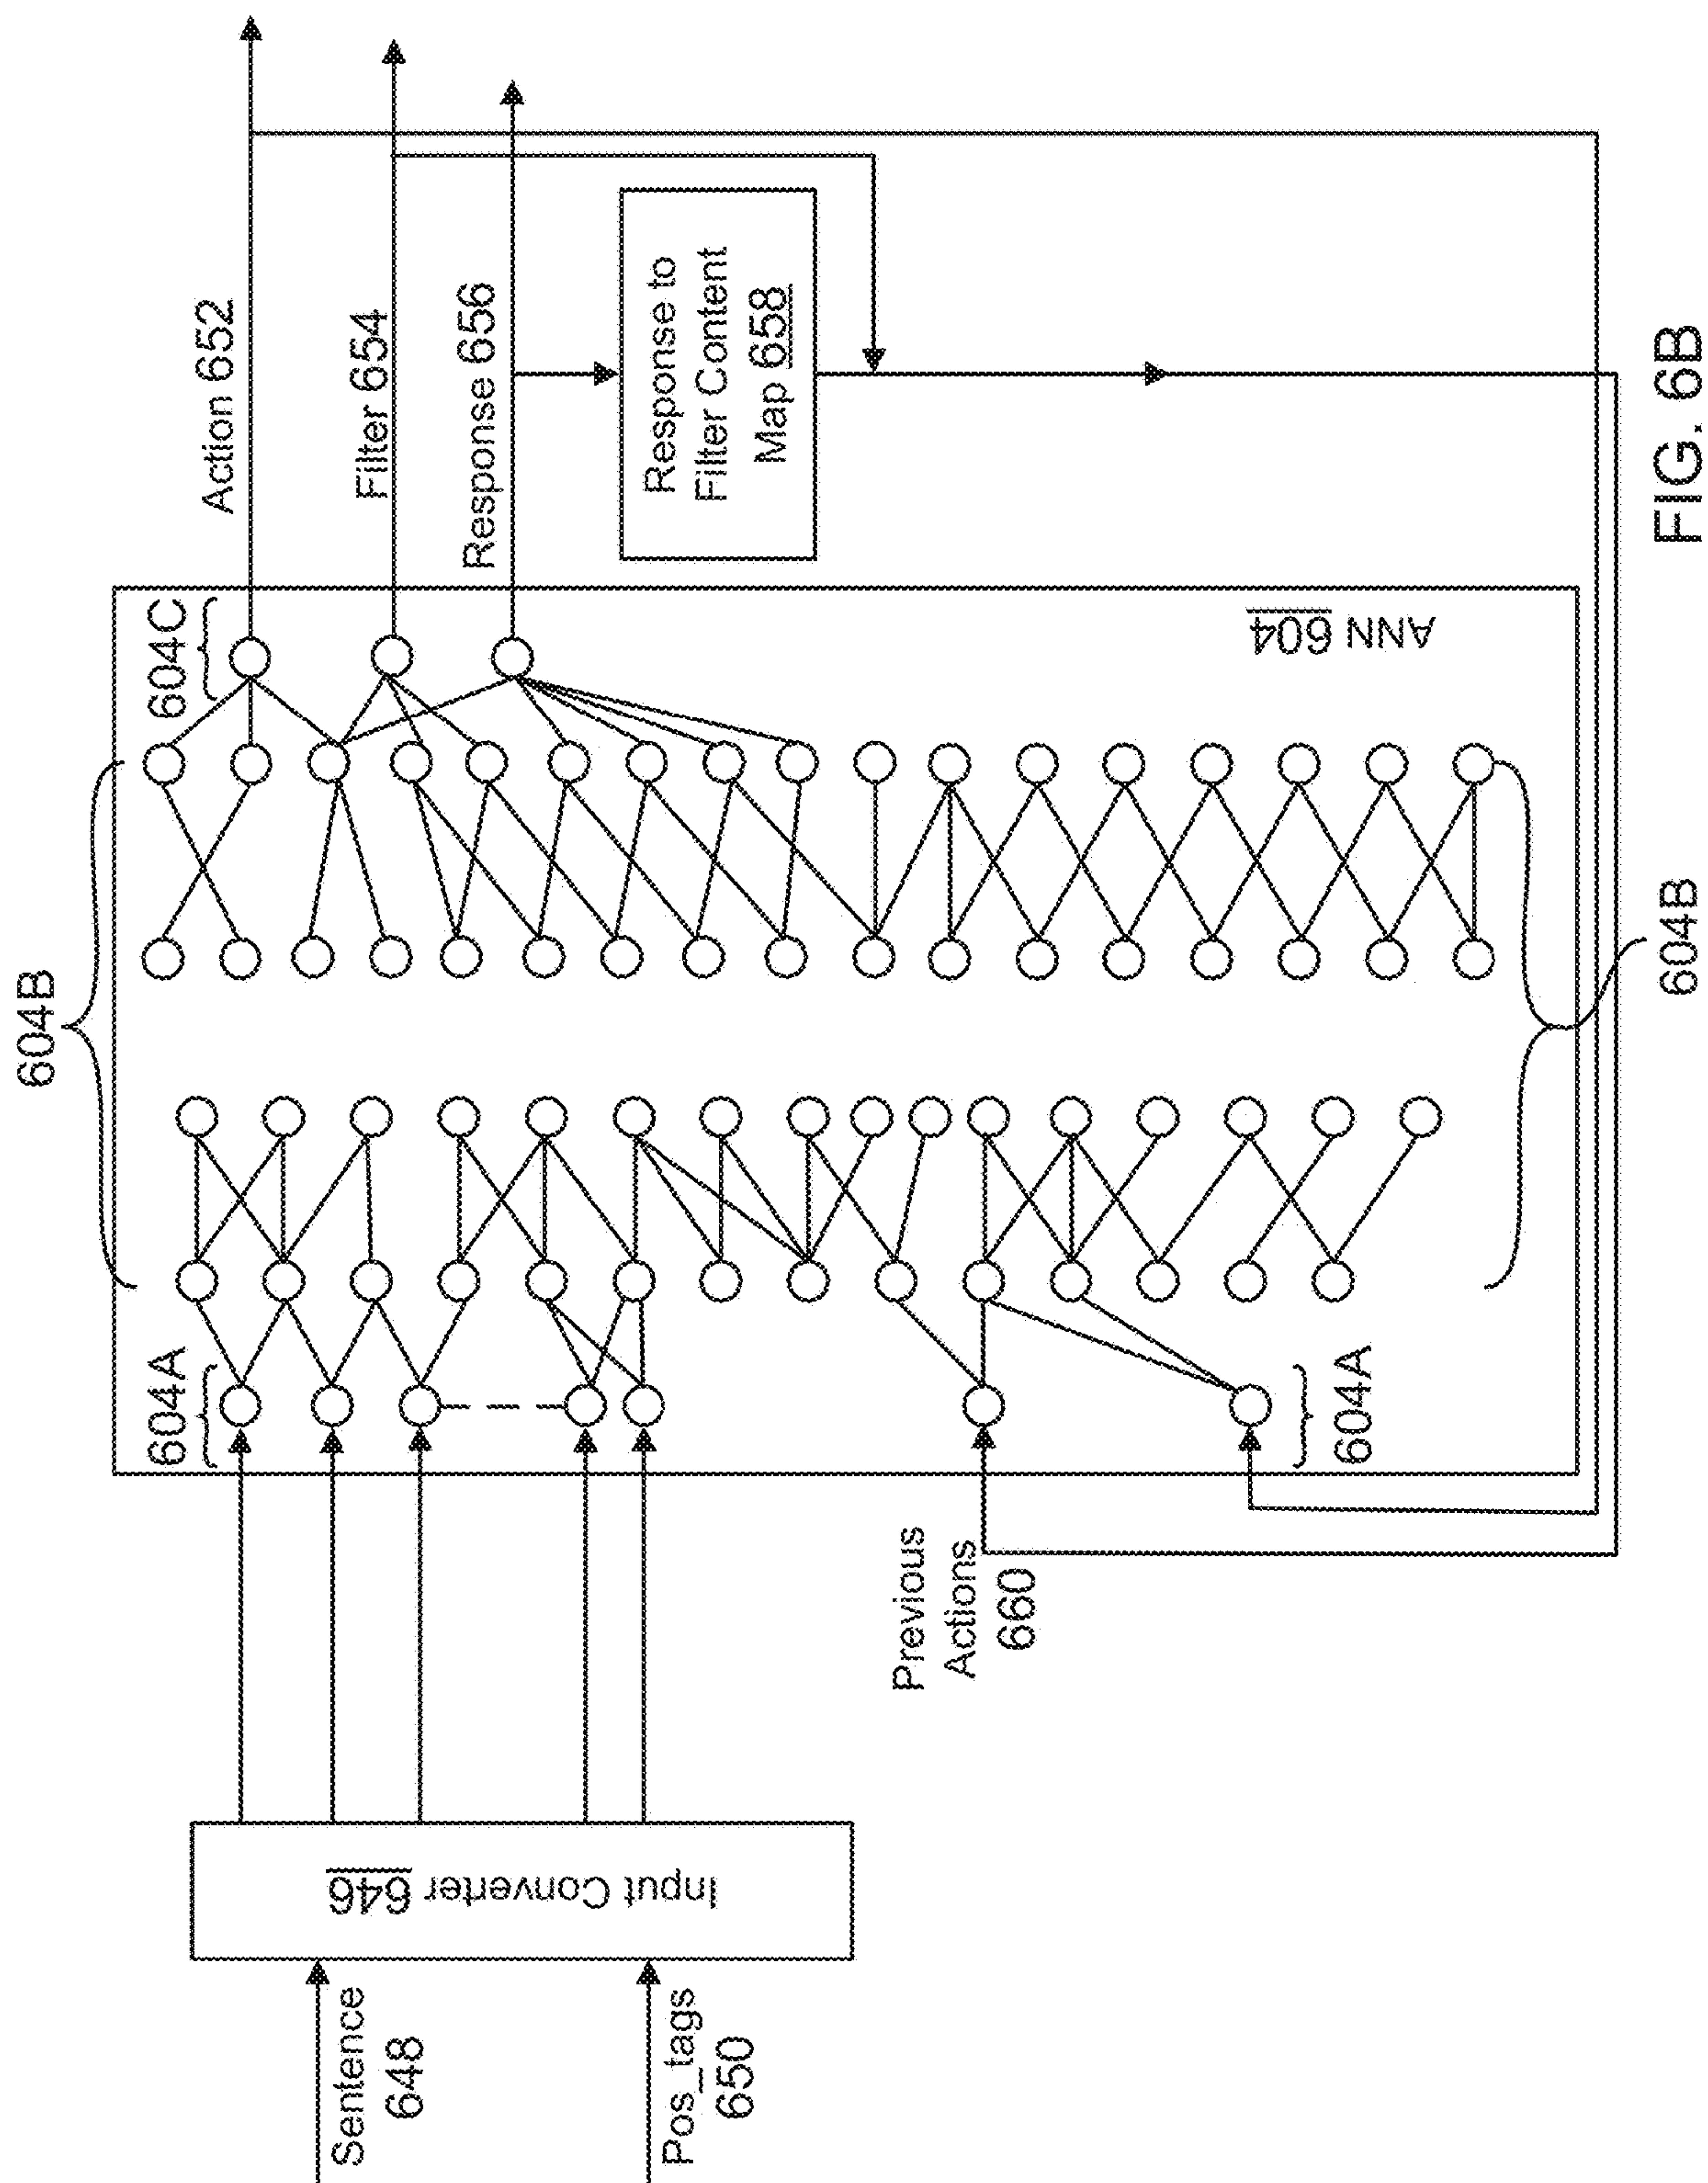 604B
604A
604C
Action 652
Filter 654
Response 656
Response to
Filter Content
Map 658
Sentence
648
Pos_tags
650
Input Converter 646
Previous
Actions
660
604A
ANN 604
604B
FIG. 6B